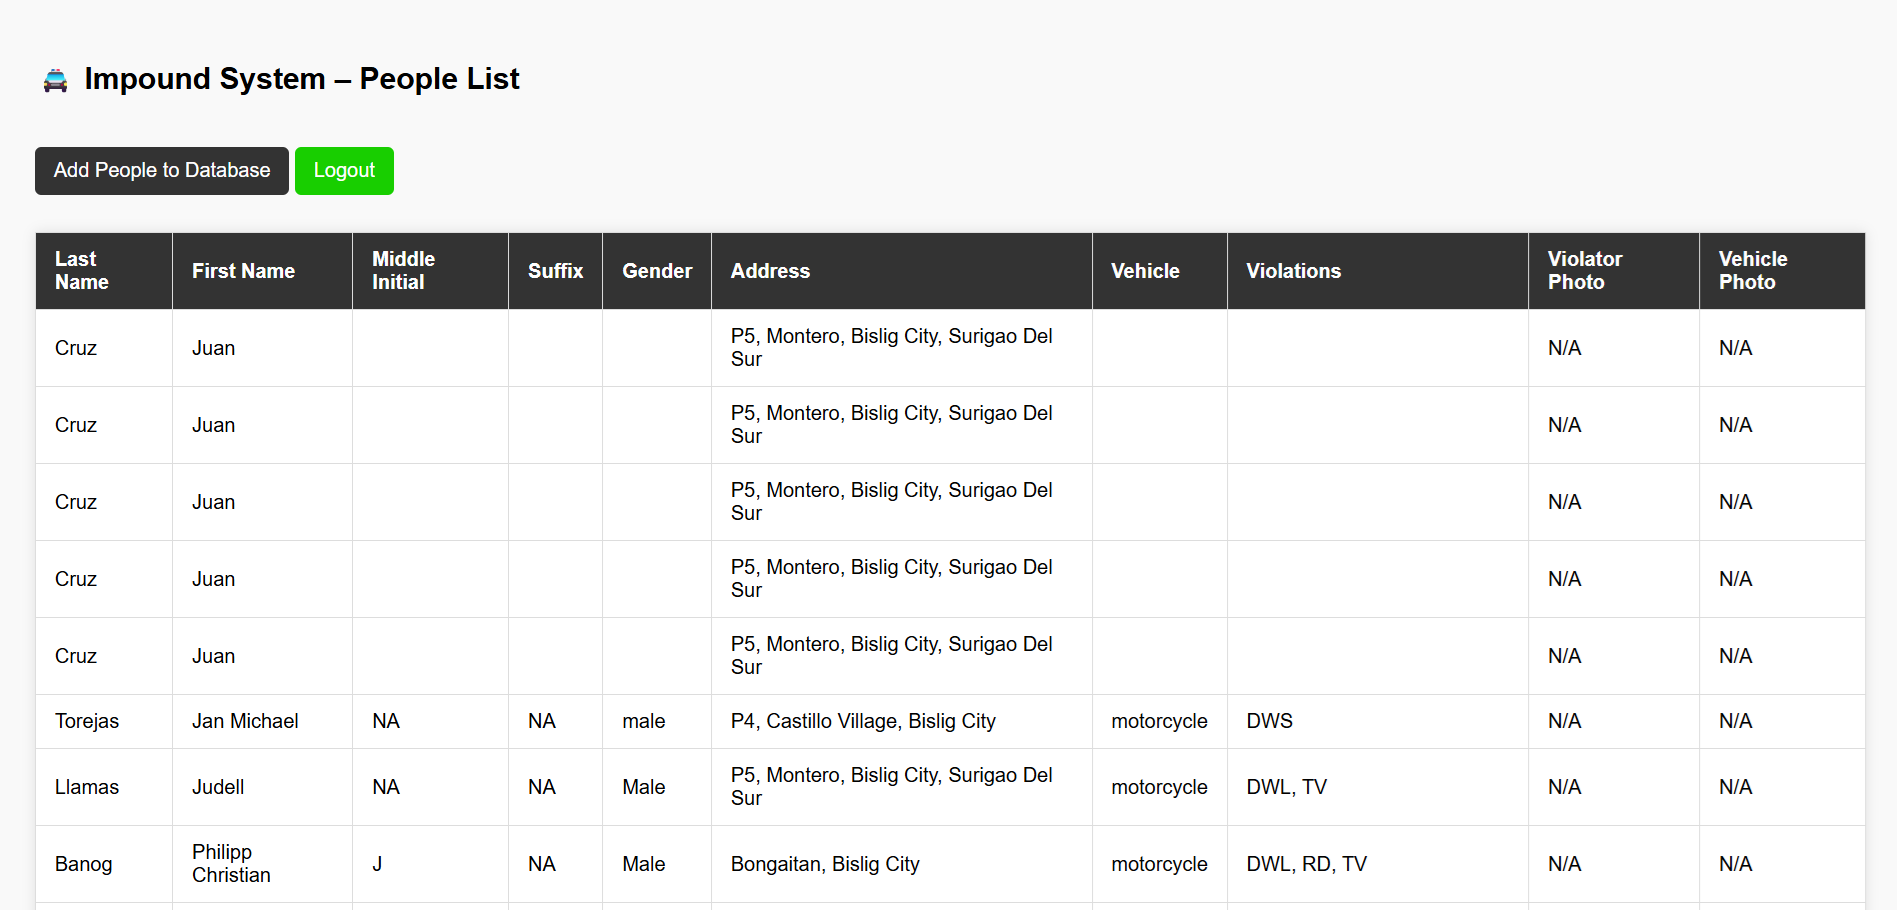 Impound System – People List
Add People to Database Logout
Last Name First Name Middle Initial Suffix Gender Address Vehicle Violations Violator Photo Vehicle Photo
Cruz Juan P5, Montero, Bislig City, Surigao Del Sur N/A N/A
Cruz Juan P5, Montero, Bislig City, Surigao Del Sur N/A N/A
Cruz Juan P5, Montero, Bislig City, Surigao Del Sur N/A N/A
Cruz Juan P5, Montero, Bislig City, Surigao Del Sur N/A N/A
Cruz Juan P5, Montero, Bislig City, Surigao Del Sur N/A N/A
Torejas Jan Michael NA NA male P4, Castillo Village, Bislig City motorcycle DWS N/A N/A
Llamas Judell NA NA Male P5, Montero, Bislig City, Surigao Del Sur motorcycle DWL, TV N/A N/A
Banog Philipp Christian J NA Male Bongaitan, Bislig City motorcycle DWL, RD, TV N/A N/A